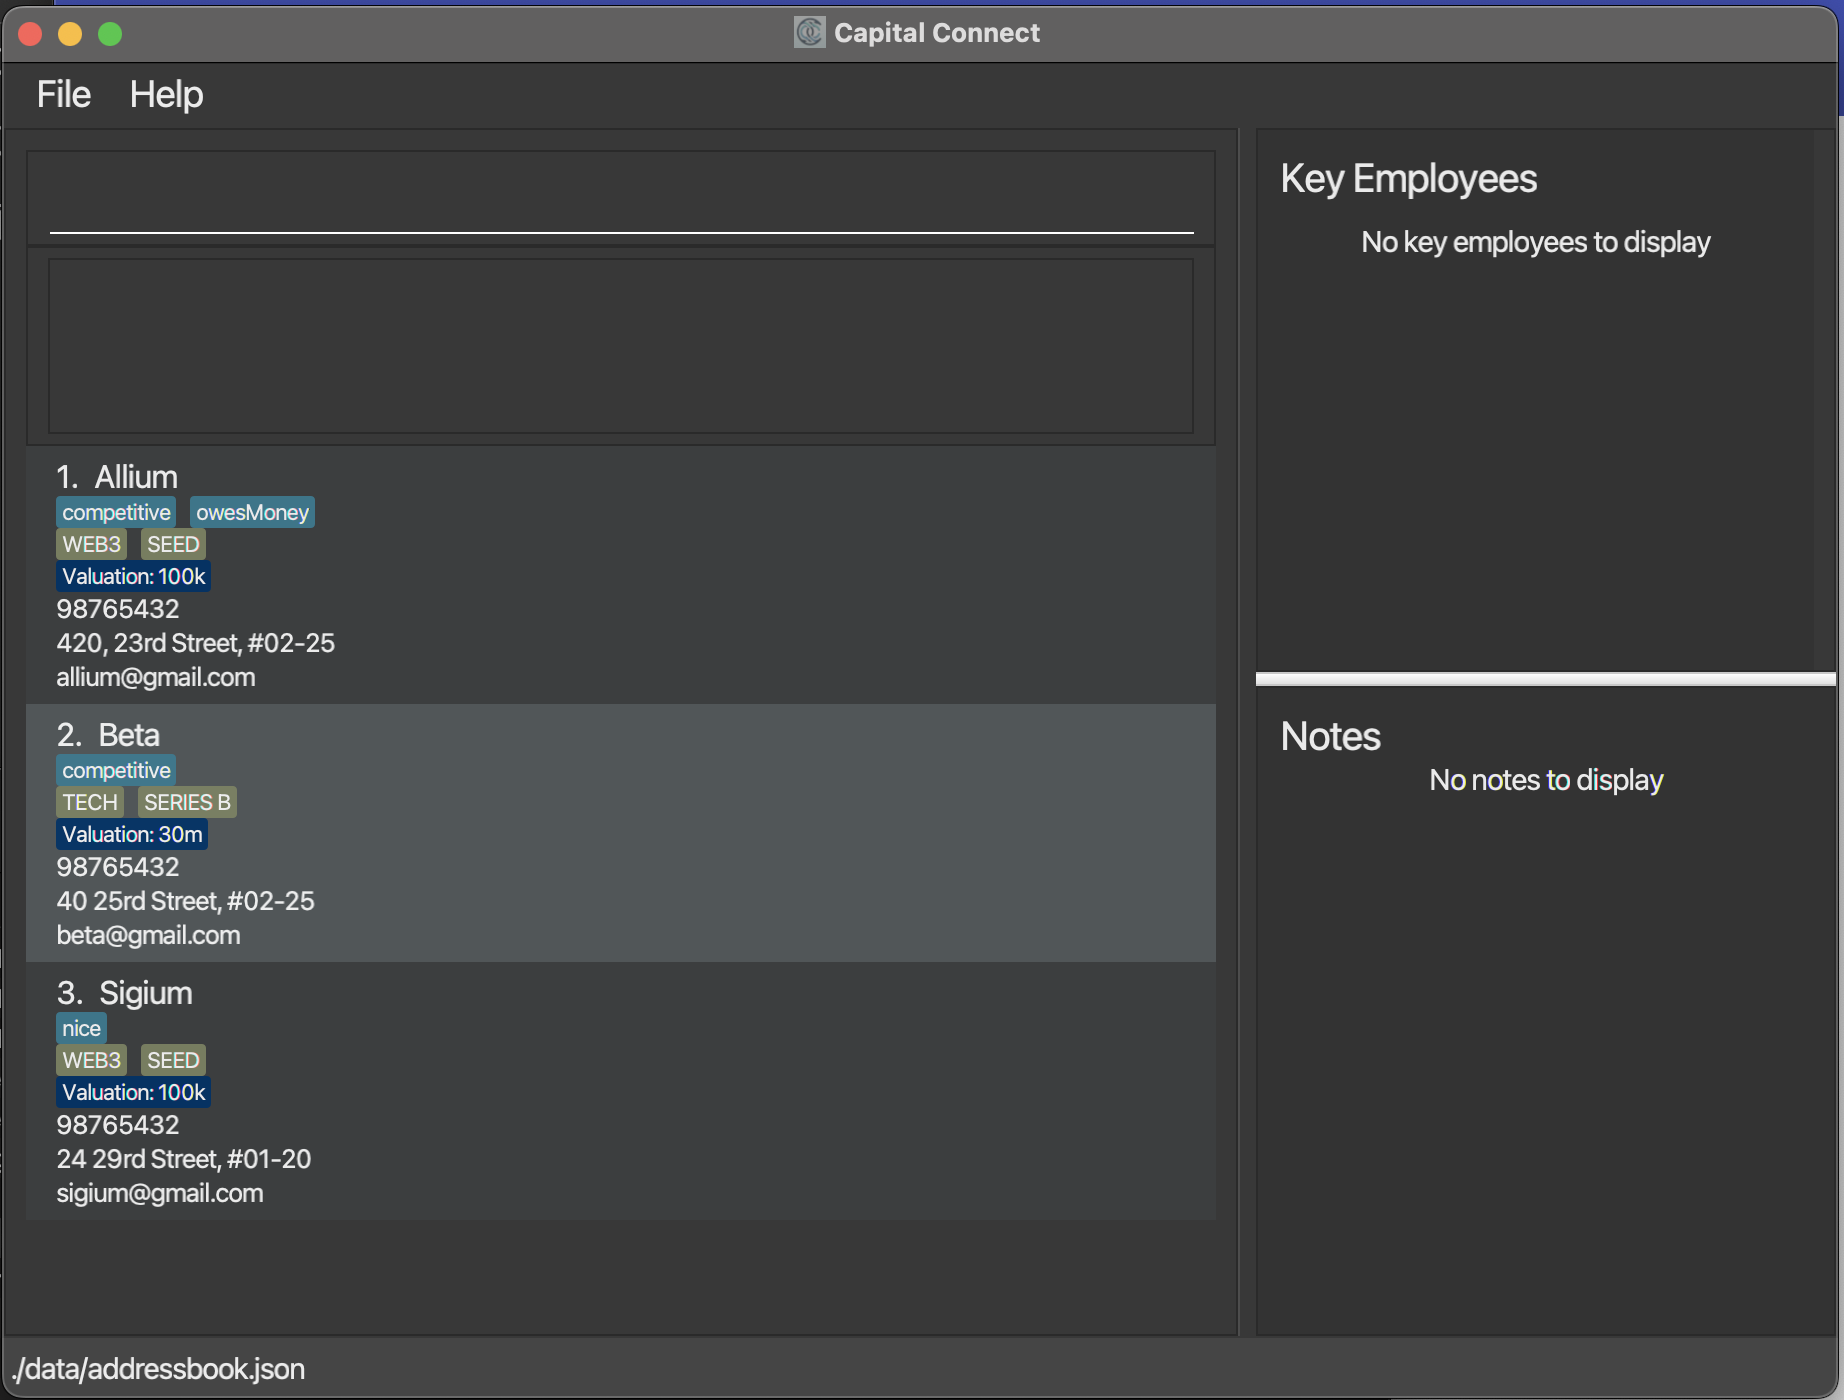 Capital Connect
File Help
Key Employees
No key employees to display
1. Allium
competitive owesMoney
WEB3 SEED
Valuation: 100k
98765432
420, 23rd Street, #02-25
allium@gmail.com
2. Beta
competitive
TECH SERIES B
Valuation: 30m
98765432
40 25rd Street, #02-25
beta@gmail.com
3. Sigium
nice
WEB3 SEED
Valuation: 100k
98765432
24 29rd Street, #01-20
sigium@gmail.com
Notes
No notes to display
./data/addressbook.json